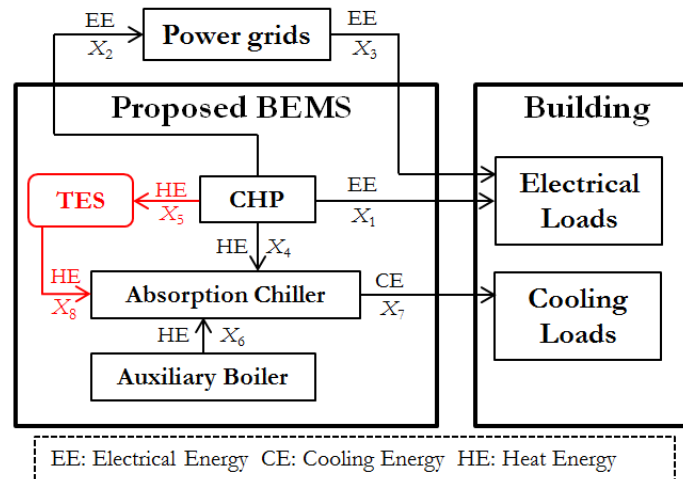 EE
Power grids
EE
X2
X3
Proposed BEMS
Building
TES
HE
X5
CHP
EE
X1
Electrical
Loads
HE
X4
HE
X8
Absorption Chiller
CE
X7
Cooling
Loads
HE
X6
Auxiliary Boiler
EE: Electrical Energy CE: Cooling Energy HE: Heat Energy